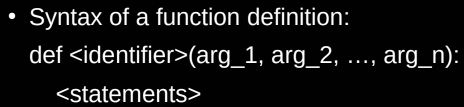 • Syntax of a function definition:
def <identifier>(arg_1, arg_2, …, arg_n):
<statements>